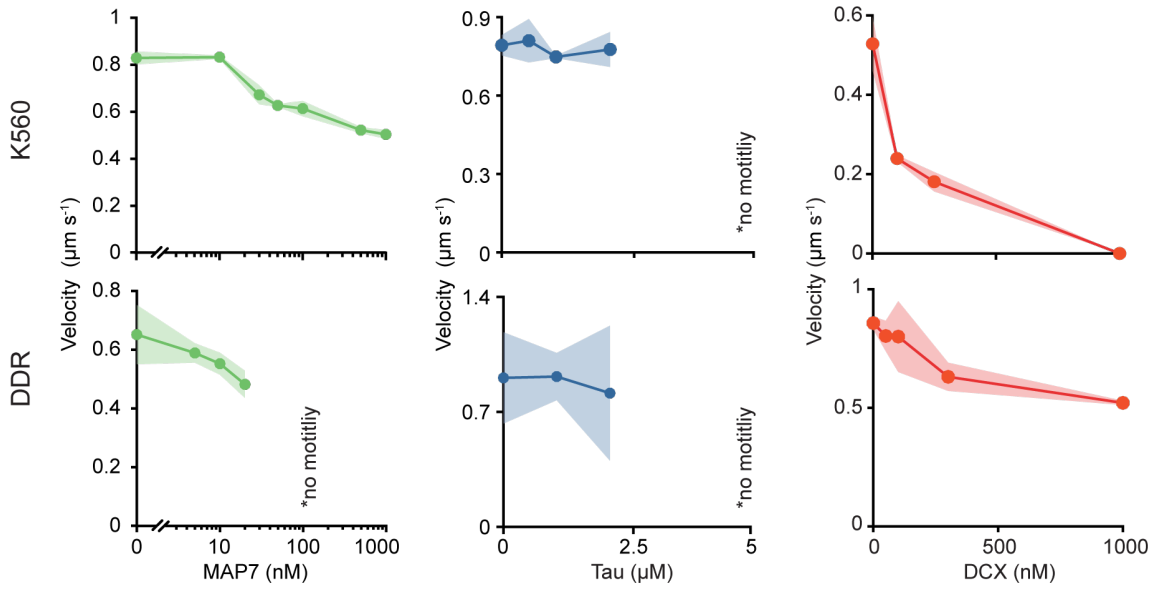 K560
Velocity (µm s⁻¹)
1
0.8
0.6
0.4
0.2
0
Velocity (µm s⁻¹)
0.9
0.6
0.3
0
*no motitliy
Velocity (µm s⁻¹)
0.6
0.4
0.2
0
DDR
0.8
0.6
0.4
0.2
0
*no motitliy
0 10 100 1000
MAP7 (nM)
1.4
0.7
0
*no motitliy
0 2.5 5
Tau (µM)
1
0.5
0
0 500 1000
DCX (nM)